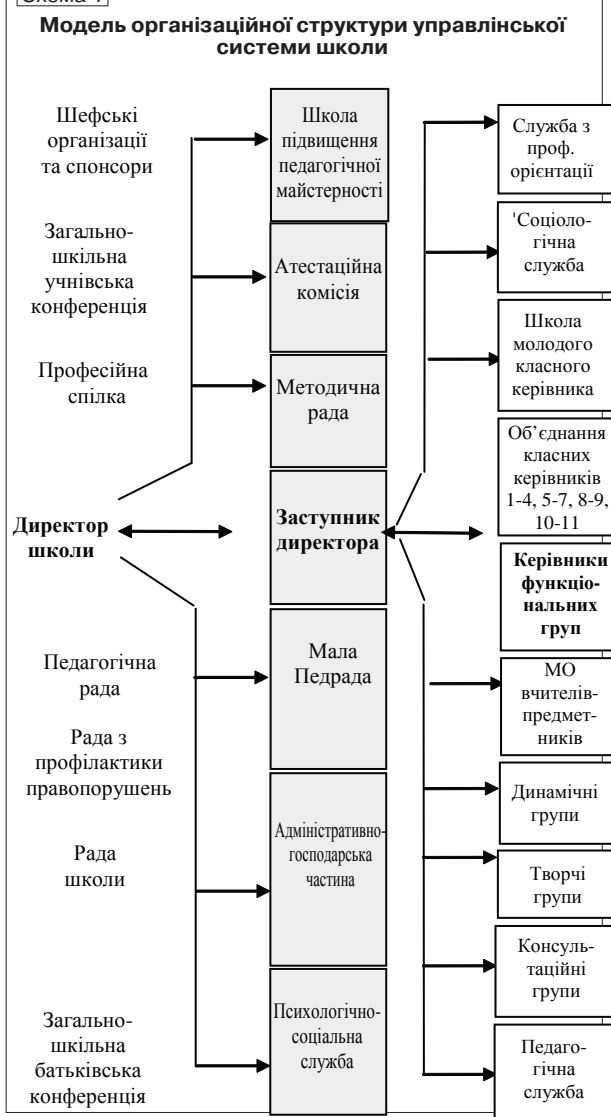 Схема 1
Модель організаційної структури управлінської
системи школи
Шефські
організації
та спонсори
Загально-
шкільна
учнівська
конференція
Професійна
спілка
Директор
школи
Педагогічна
рада
Рада з
профілактики
правопорушень
Рада
школи
Загально-
шкільна
батьківська
конференція
Школа
підвищення
педагогічної
майстерності
Атестаційна
комісія
Методична
рада
Заступник
директора
Мала
Педрада
Адміністративно-
господарська
частина
Психологічно-
соціальна
служба
Служба з
проф.
орієнтації
'Соціоло-
гічна
служба
Школа
молодого
класного
керівника
Об’єднання
класних
керівників
1-4, 5-7, 8-9,
10-11
Керівники
функціо-
нальних
груп
МО
вчителів-
предмет-
ників
Динамічні
групи
Творчі
групи
Консуль-
таційні
групи
Педаго-
гічна
служба